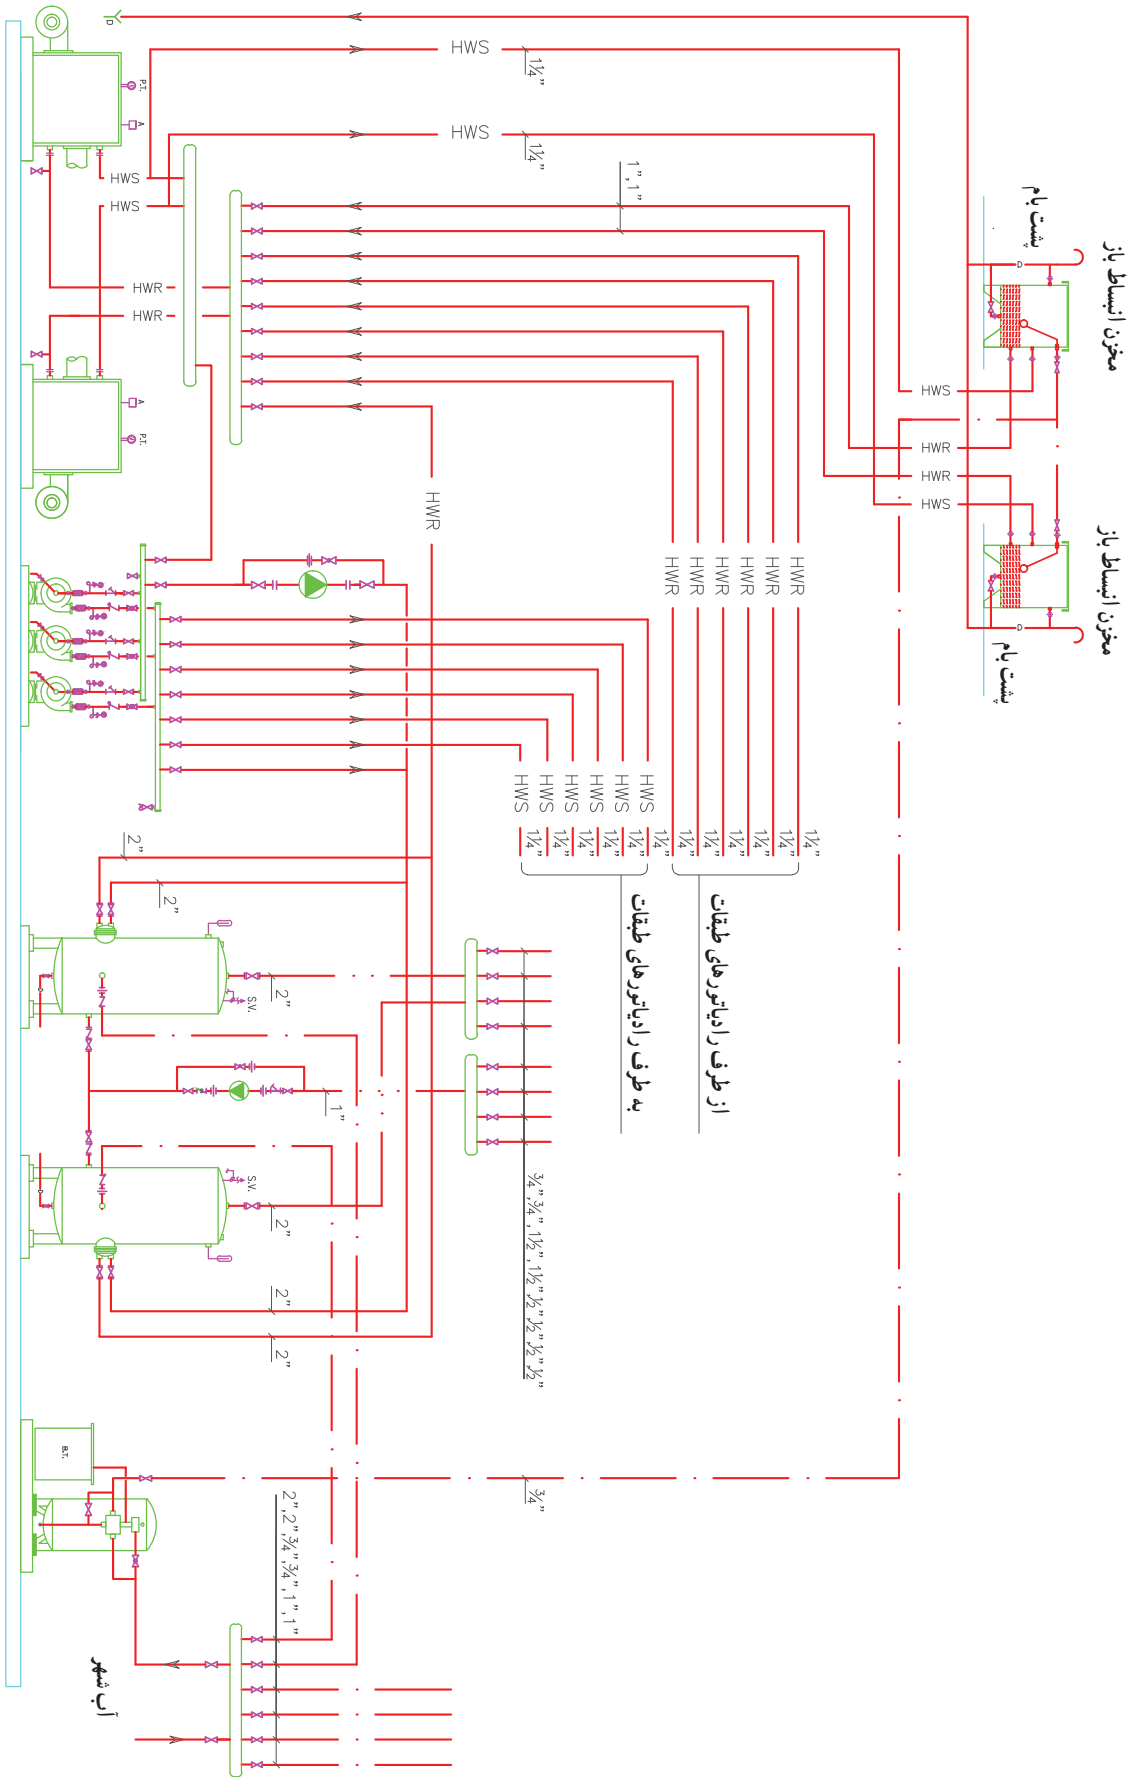 مخزن انبساط باز
پشت بام
مخزن انبساط باز
پشت بام
D
D
D
HWS
1¼”
HWS
1¼”
1”,1”
P.T.
A
HWS
HWS
HWR
HWR
A
P.T.
HWS
HWR
HWR
HWS
HWR
HWR
HWR
HWR
HWR
HWR
HWR
HWS
HWS
HWS
HWS
HWS
HWS
1¼”
1¼”
1¼”
1¼”
1¼”
1¼”
1¼”
1¼”
1¼”
1¼”
1¼”
1¼”
از طرف رادیاتورهای طبقات
به طرف رادیاتورهای طبقات
2”
2”
2”
S.V.
D
1”
2”
S.V.
D
2”
2”
¾”,¾”,1½”,1½”,½”,½”,½”,½”
¾”
B.T.
2”,2”,¾”,¾”,1”,1”
آب شهر